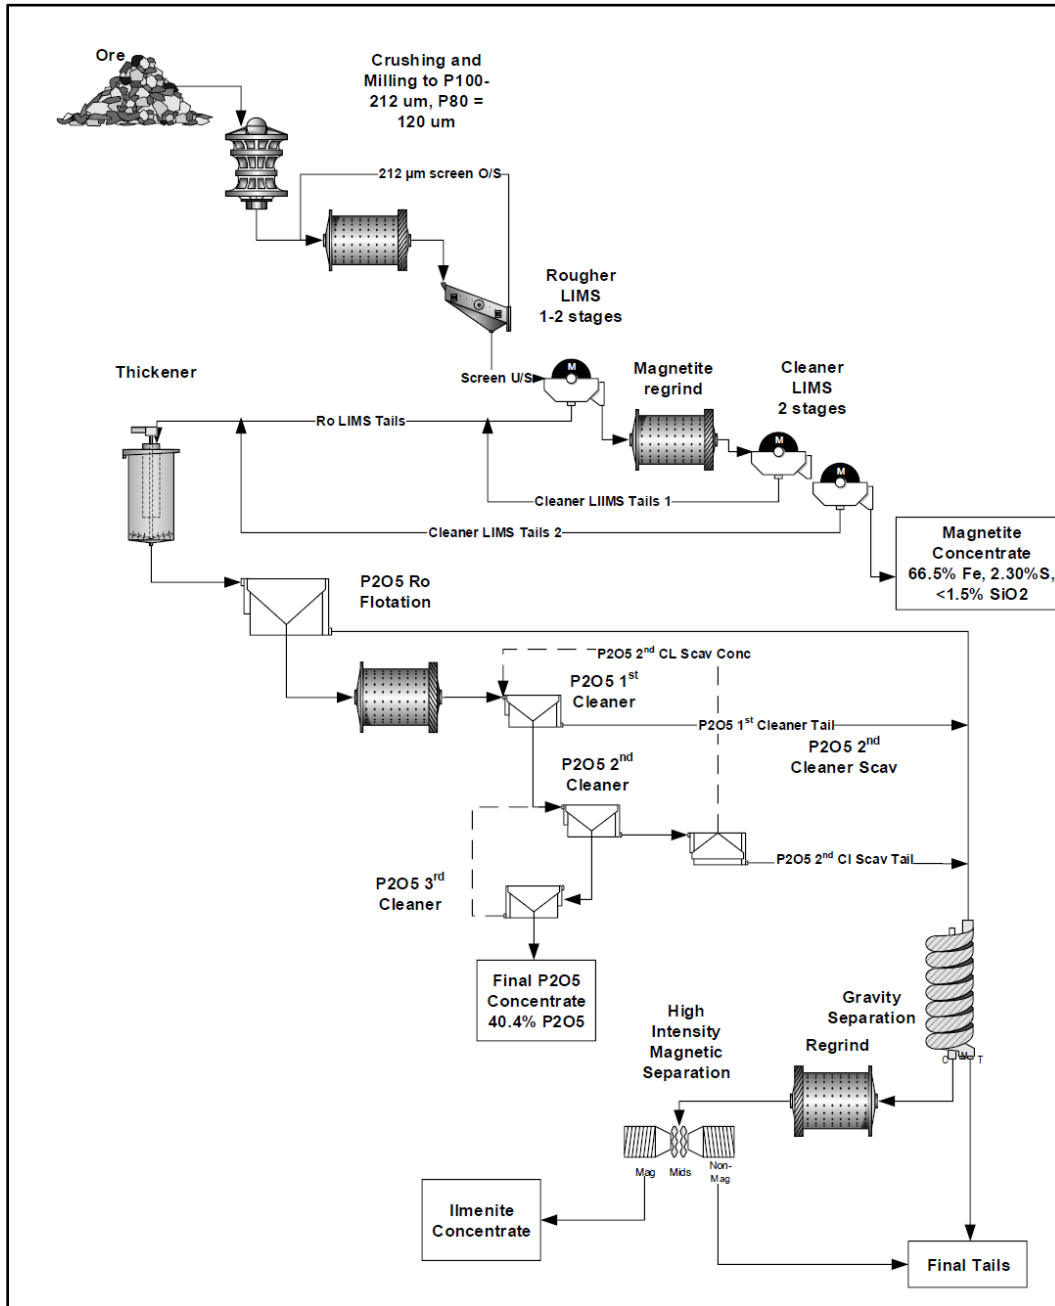 Ore
Crushing and
Milling to P100-
212 um, P80 =
120 um
212 µm screen O/S
Rougher
LIMS
1-2 stages
Screen U/S
M
Magnetite
regrind
Cleaner
LIMS
2 stages
M
M
Thickener
Ro LIMS Tails
Cleaner LIIMS Tails 1
Cleaner LIMS Tails 2
Magnetite
Concentrate
66.5% Fe, 2.30%S,
<1.5% SiO2
P2O5 Ro
Flotation
P2O5 2nd CL Scav Conc
P2O5 1st
Cleaner
P2O5 1st Cleaner Tail
P2O5 2nd
Cleaner Scav
P2O5 2nd
Cleaner
P2O5 2nd Cl Scav Tail
P2O5 3rd
Cleaner
Final P2O5
Concentrate
40.4% P2O5
Gravity
Separation
C M T
Regrind
High
Intensity
Magnetic
Separation
Mag
Mids
Non-
Mag
Ilmenite
Concentrate
Final Tails